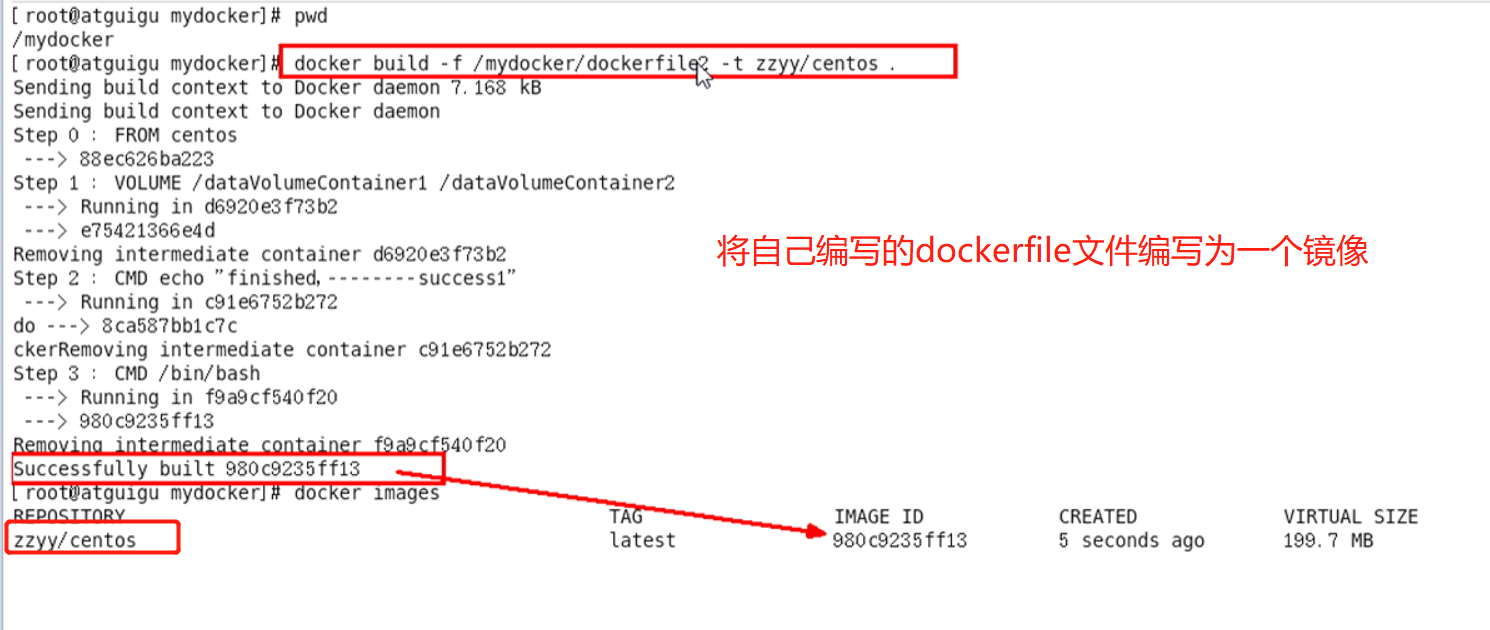 [root@atguigu mydocker]# pwd
/mydocker
[root@atguigu mydocker]# docker build -f /mydocker/dockerfile2 -t zzyy/centos .
Sending build context to Docker daemon 7.168 kB
Sending build context to Docker daemon
Step 0 : FROM centos
---> 88ec626ba223
Step 1 : VOLUME /dataVolumeContainer1 /dataVolumeContainer2
---> Running in d6920e3f73b2
---> e75421366e4d
Removing intermediate container d6920e3f73b2
将自己编写的dockerfile文件编写为一个镜像
Step 2 : CMD echo "finished,--------success1"
---> Running in c91e6752b272
do ---> 8ca587bb1c7c
ckerRemoving intermediate container c91e6752b272
Step 3 : CMD /bin/bash
---> Running in f9a9cf540f20
---> 980c9235ff13
Removing intermediate container f9a9cf540f20
Successfully built 980c9235ff13
[root@atguigu mydocker]# docker images
REPOSITORY TAG IMAGE ID CREATED VIRTUAL SIZE
zzyy/centos latest 980c9235ff13 5 seconds ago 199.7 MB